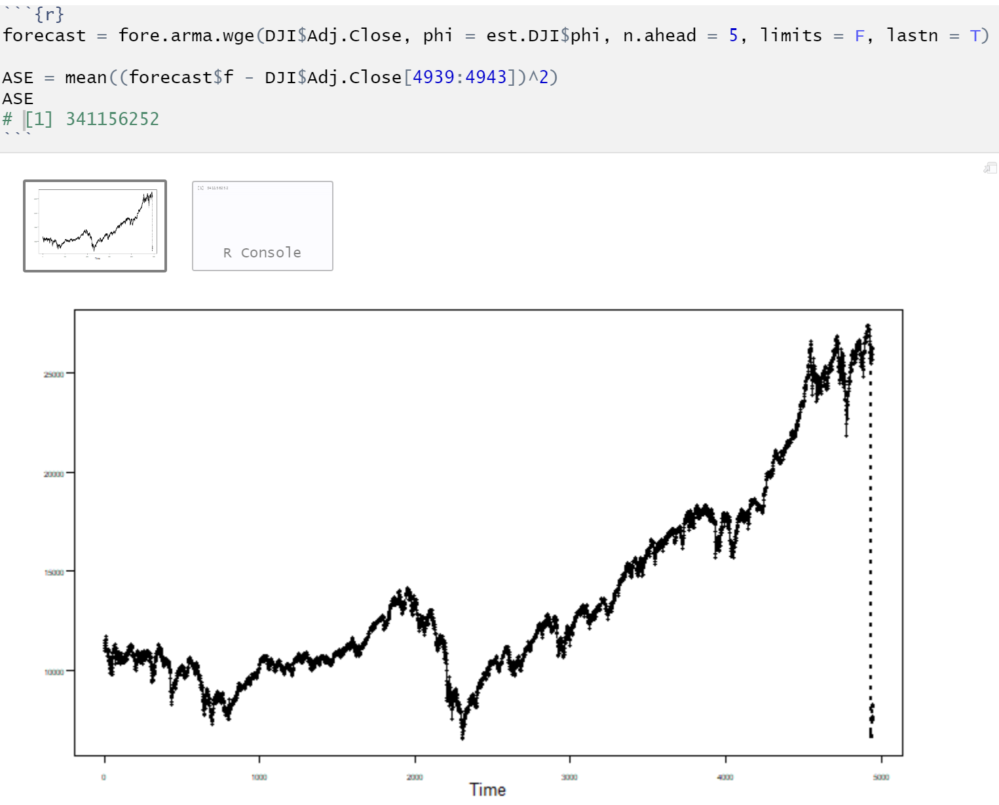 ```{r}
forecast = fore.arma.wge(DJI$Adj.Close, phi = est.DJI$phi, n.ahead = 5, limits = F, lastn = T)
ASE = mean((forecast$f - DJI$Adj.Close[4939:4943])^2)
ASE
# [1] 341156252
```
[1] 341156252
R Console
Time
25000
20000
15000
10000
0 1000 2000 3000 4000 5000
Time